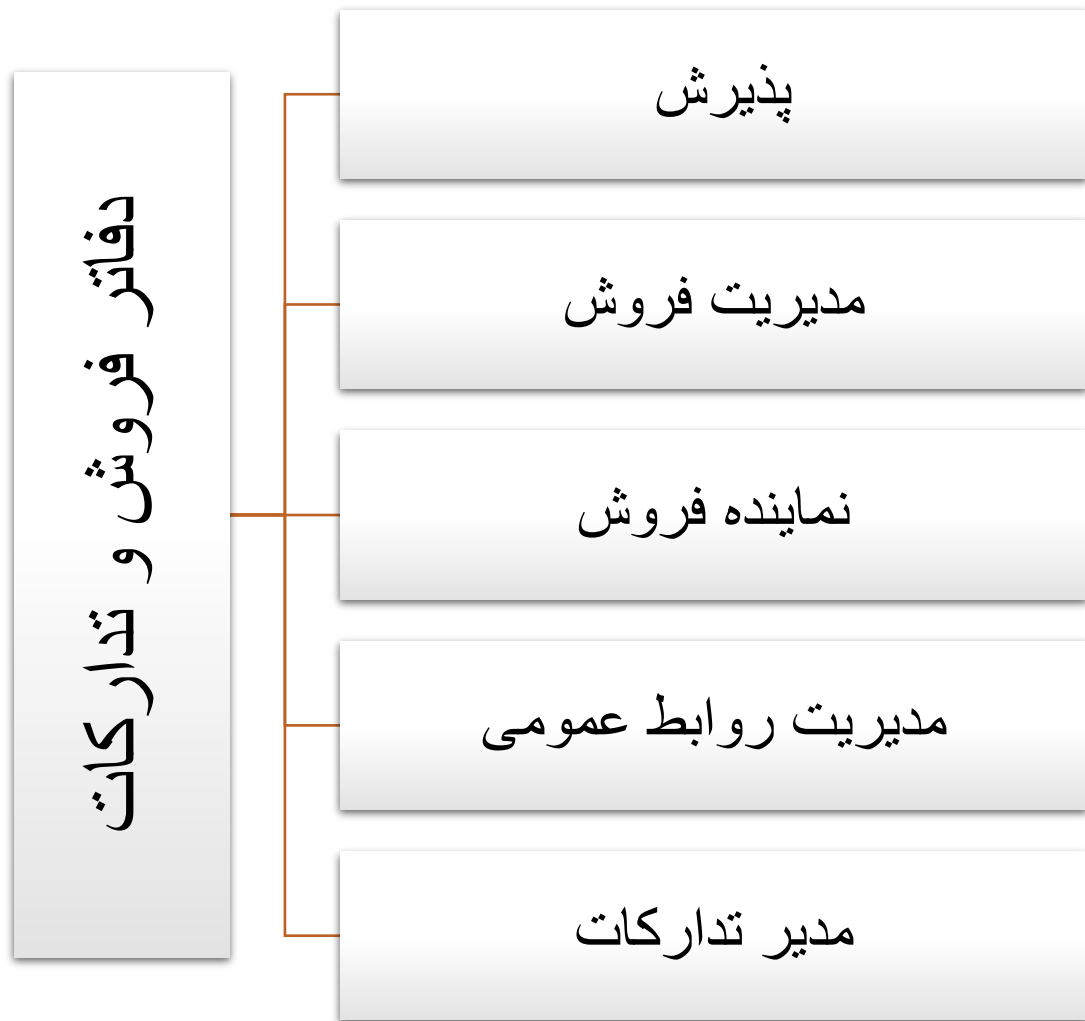 دفاتر فروش و تدارکات
پذیرش
مدیریت فروش
نماینده فروش
مدیریت روابط عمومی
مدیر تدارکات